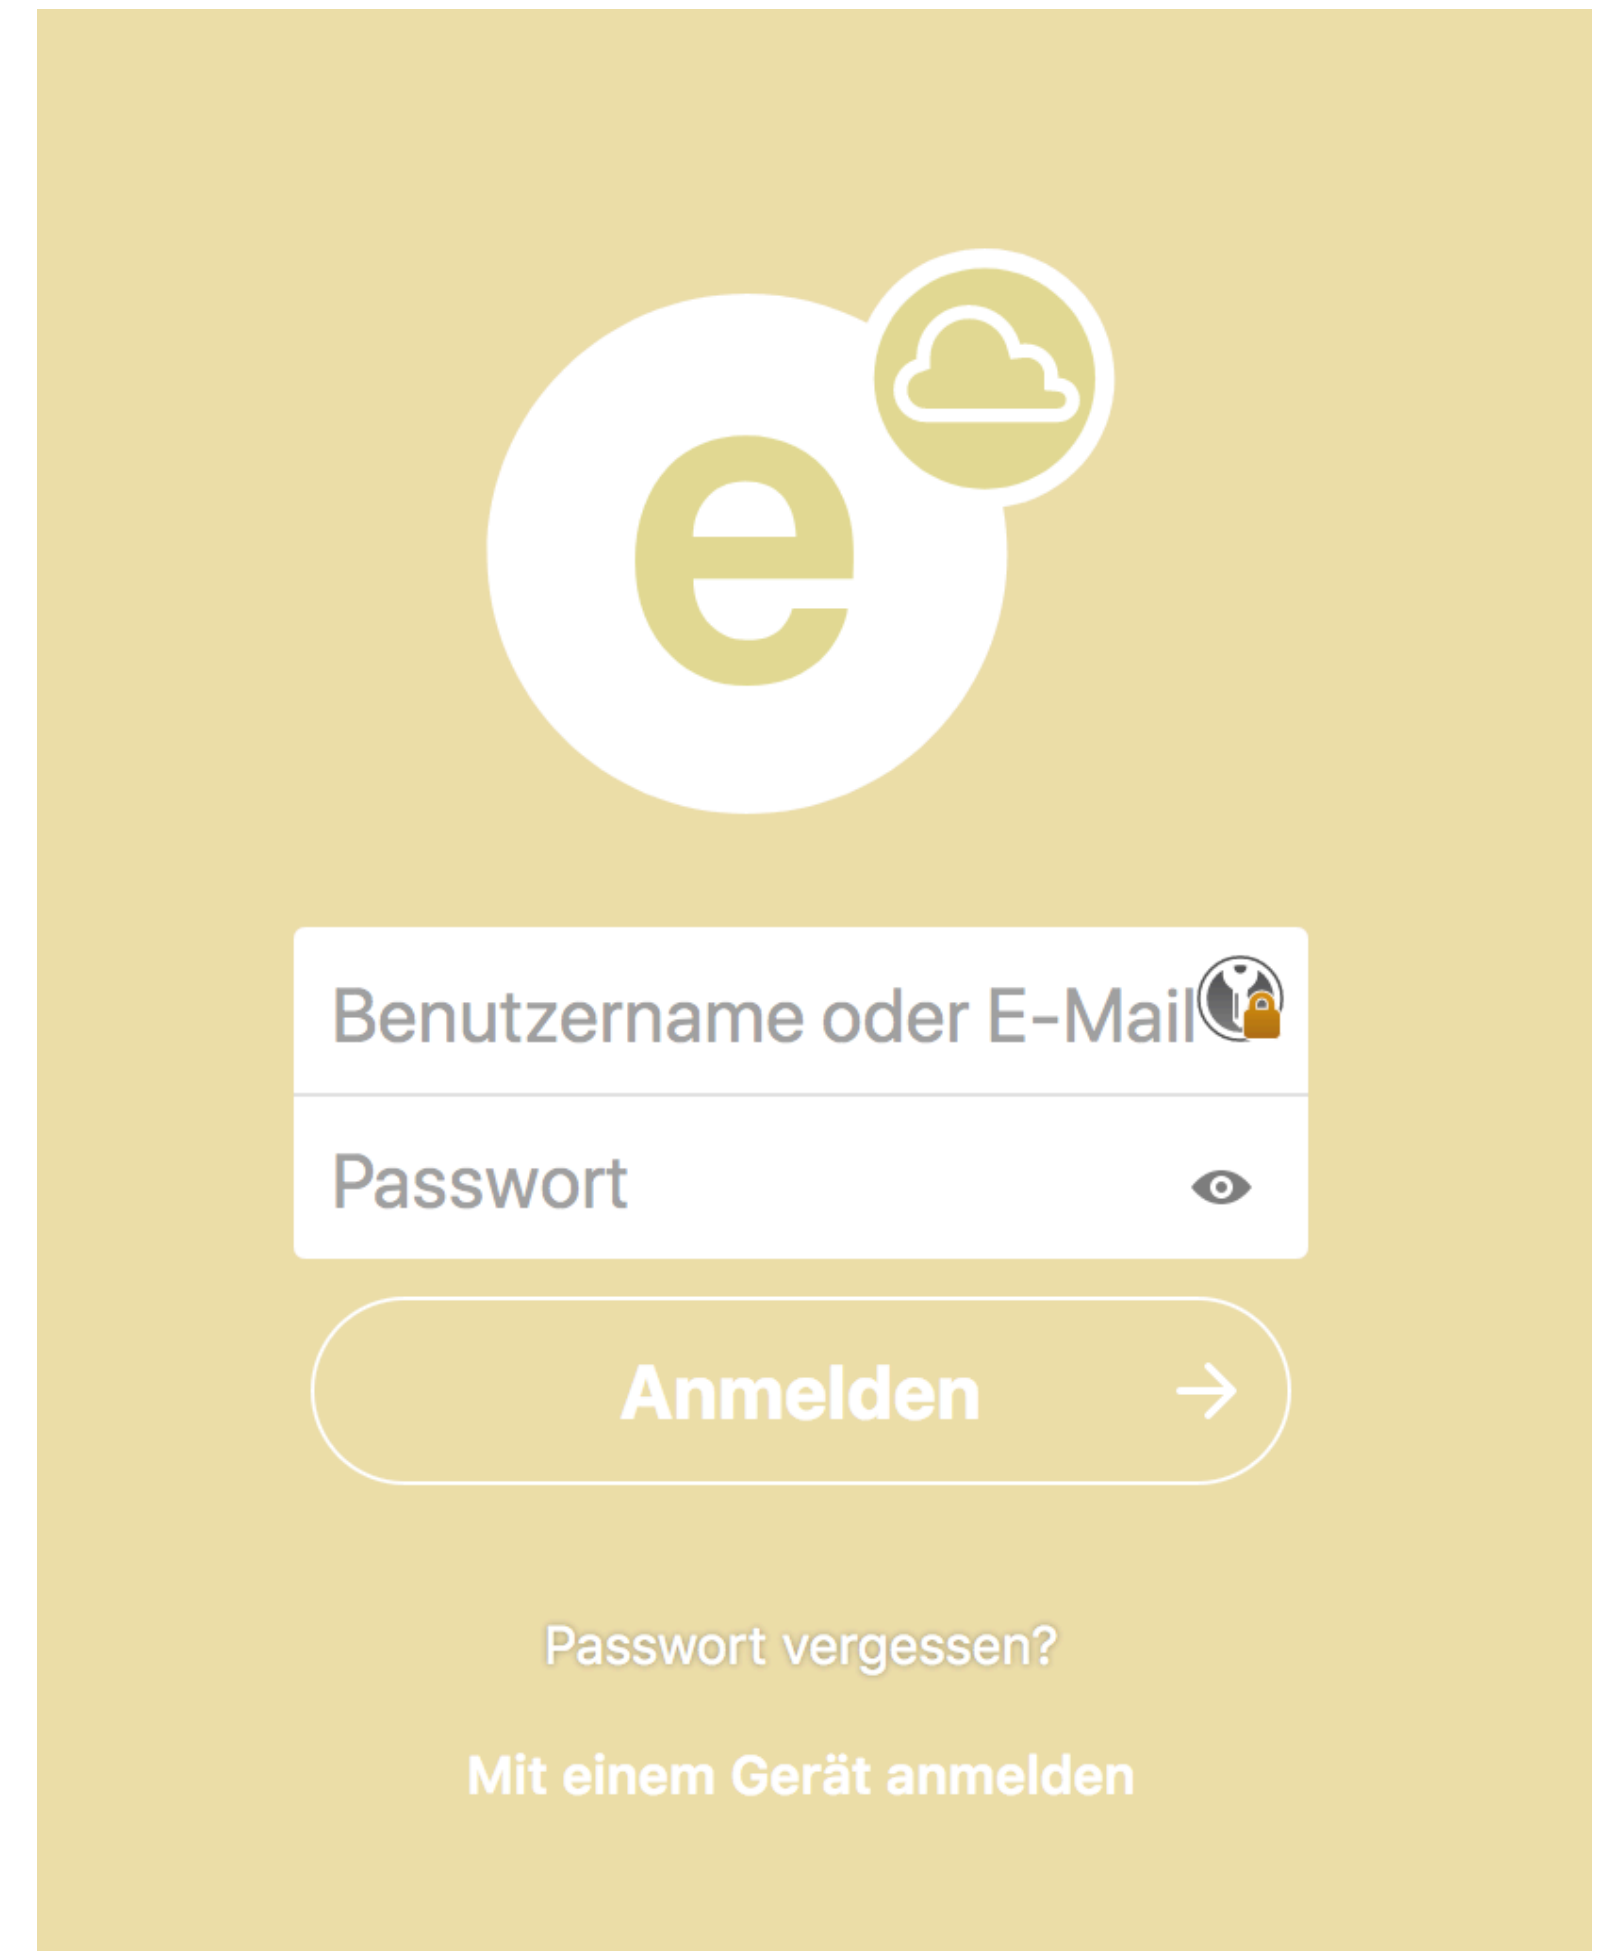 e
Benutzername oder E-Mail
Passwort
Anmelden
Passwort vergessen?
Mit einem Gerät anmelden